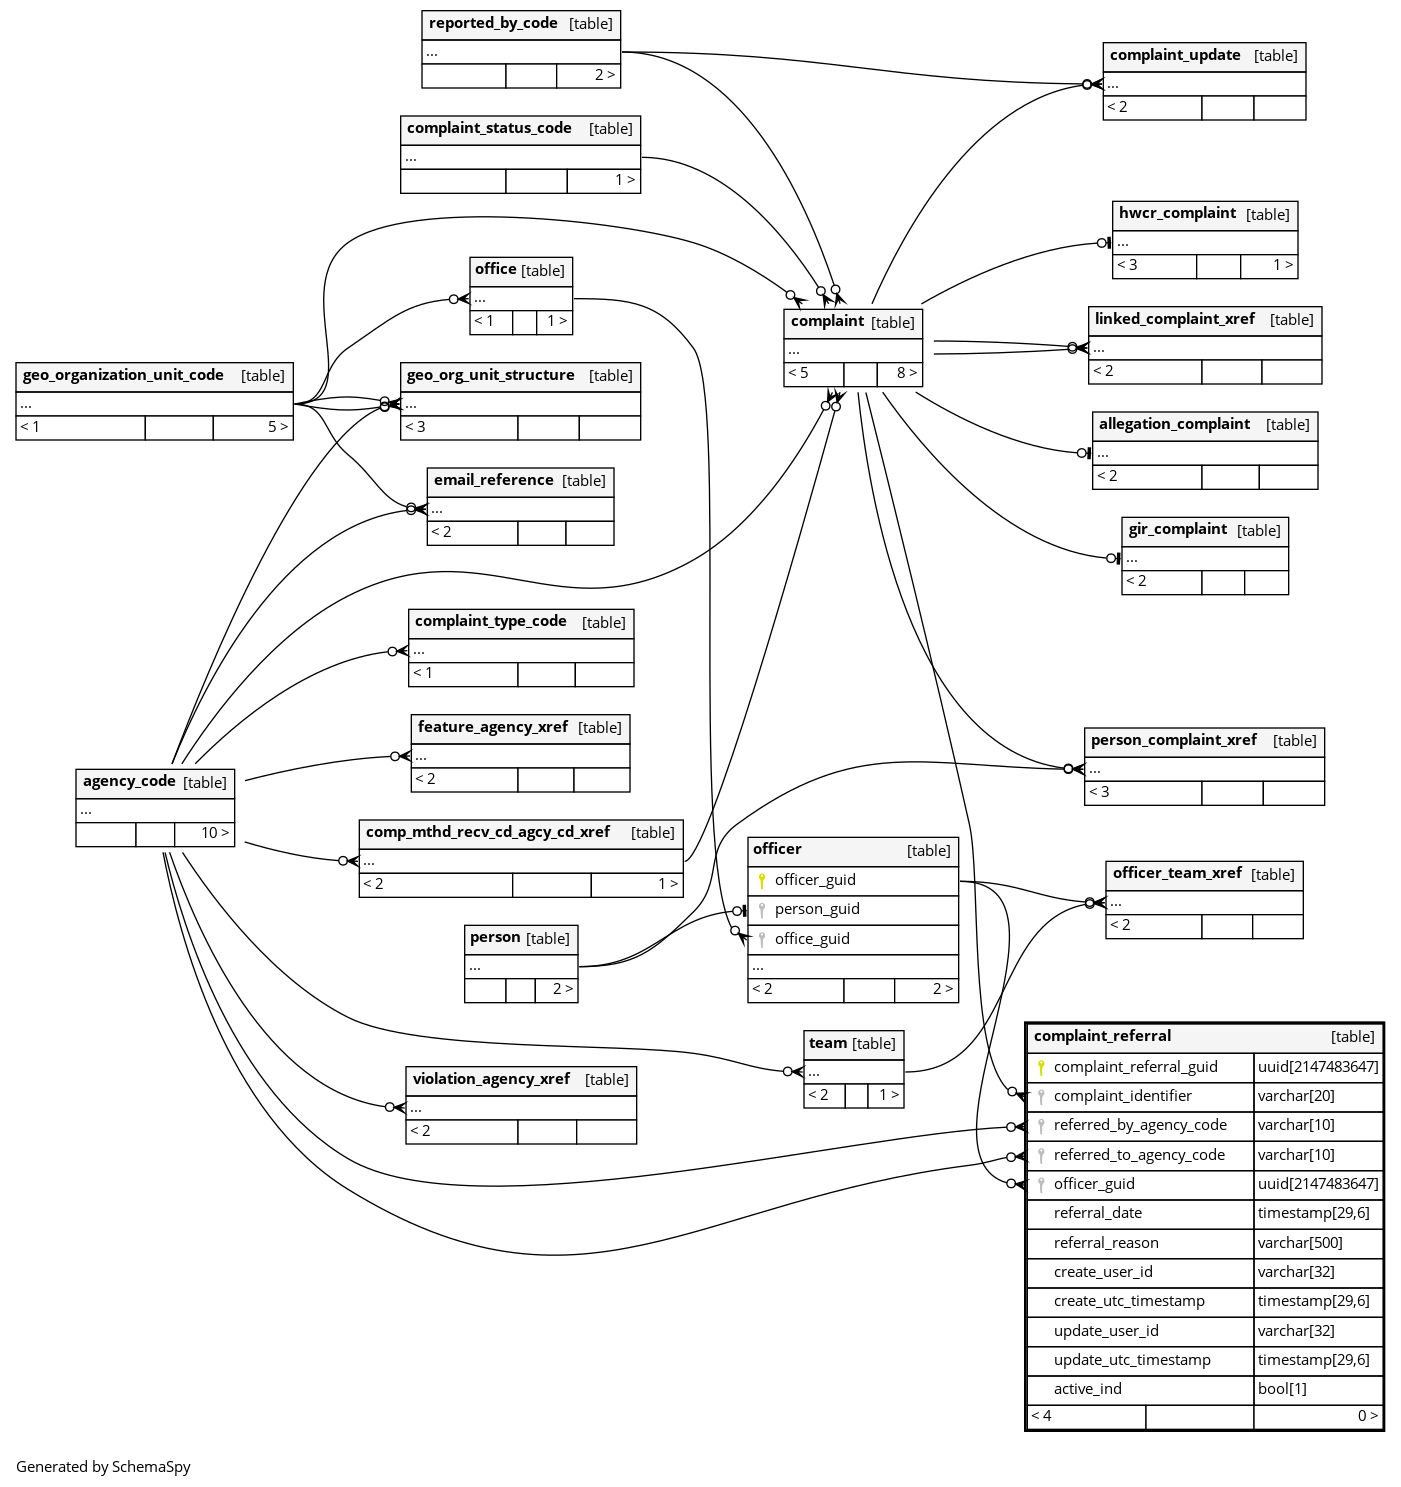 reported_by_code [table]
...
2 >
complaint_update [table]
...
< 2
complaint_status_code [table]
...
1 >
hwcr_complaint [table]
...
< 3 1 >
office [table]
...
< 1 1 >
complaint [table]
...
< 5 8 >
linked_complaint_xref [table]
...
< 2
geo_organization_unit_code [table]
...
< 1 5 >
geo_org_unit_structure [table]
...
< 3
allegation_complaint [table]
...
< 2
email_reference [table]
...
< 2
gir_complaint [table]
...
< 2
complaint_type_code [table]
...
< 1
feature_agency_xref [table]
...
< 2
person_complaint_xref [table]
...
< 3
agency_code [table]
...
10 >
comp_mthd_recv_cd_agcy_cd_xref [table]
...
< 2 1 >
officer [table]
officer_guid
person_guid
office_guid
...
< 2 2 >
officer_team_xref [table]
...
< 2
person [table]
...
2 >
team [table]
...
< 2 1 >
violation_agency_xref [table]
...
< 2
complaint_referral [table]
complaint_referral_guid uuid[2147483647]
complaint_identifier varchar[20]
referred_by_agency_code varchar[10]
referred_to_agency_code varchar[10]
officer_guid uuid[2147483647]
referral_date timestamp[29,6]
referral_reason varchar[500]
create_user_id varchar[32]
create_utc_timestamp timestamp[29,6]
update_user_id varchar[32]
update_utc_timestamp timestamp[29,6]
active_ind bool[1]
< 4 0 >
Generated by SchemaSpy